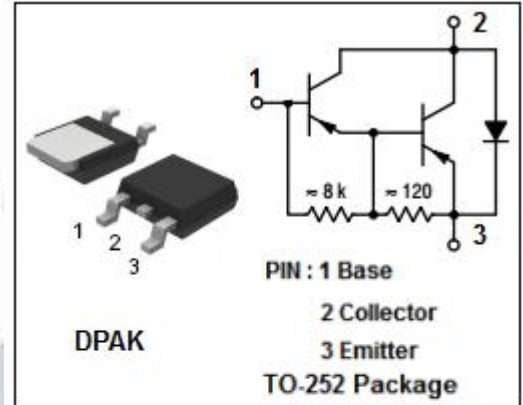 2
1
≈ 8 k
≈ 120
3
1
2
3
PIN : 1 Base
2 Collector
3 Emitter
DPAK
TO-252 Package